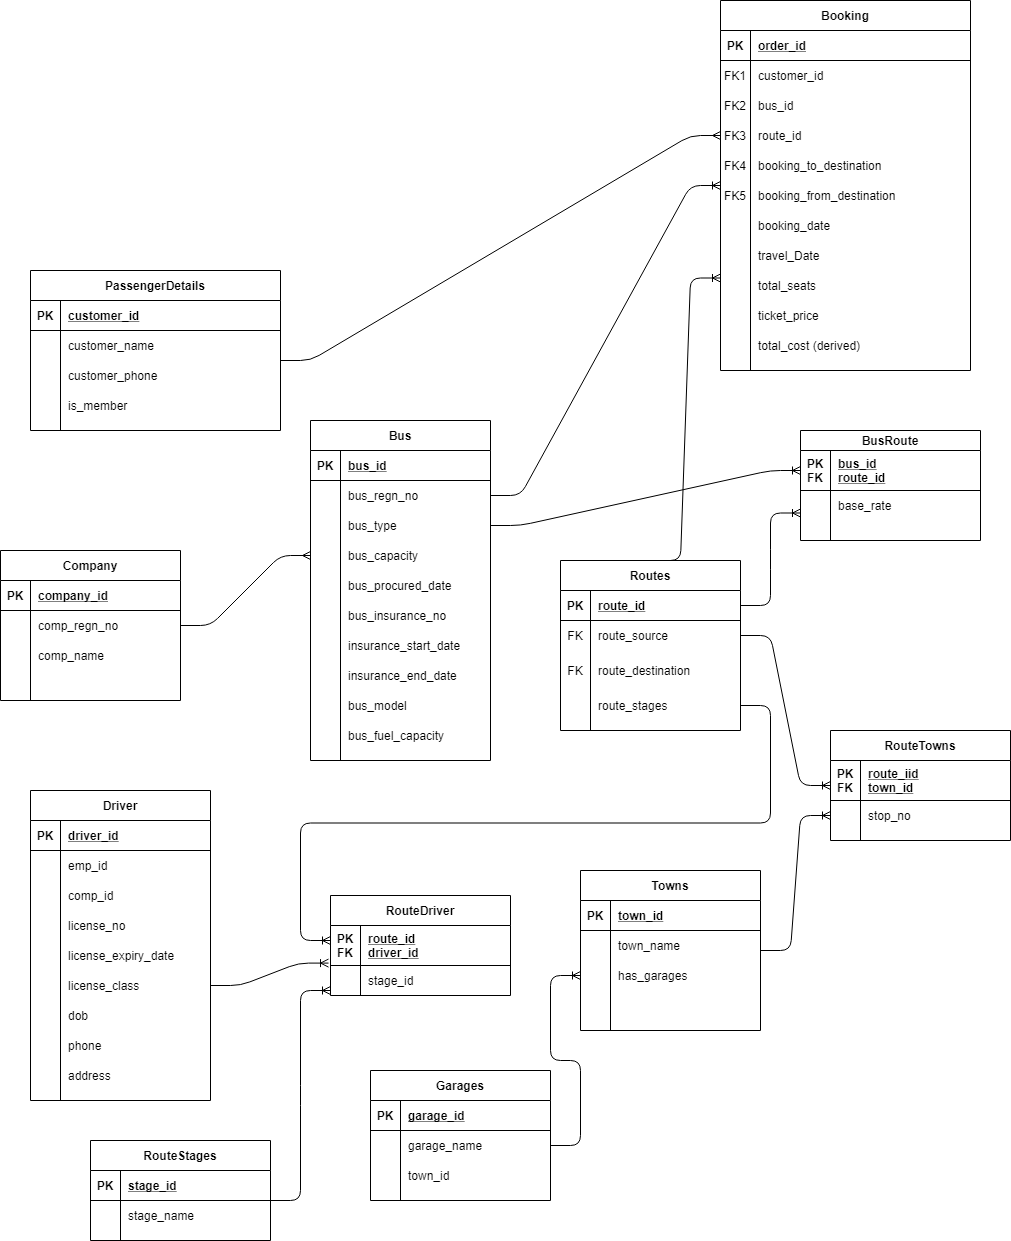 Booking
PK order_id
FK1 customer_id
FK2 bus_id
FK3 route_id
FK4 booking_to_destination
FK5 booking_from_destination
booking_date
travel_Date
total_seats
ticket_price
total_cost (derived)
PassengerDetails
PK customer_id
customer_name
customer_phone
is_member
Bus
PK bus_id
bus_regn_no
bus_type
bus_capacity
bus_procured_date
bus_insurance_no
insurance_start_date
insurance_end_date
bus_model
bus_fuel_capacity
BusRoute
PK bus_id
FK route_id
base_rate
Company
PK company_id
comp_regn_no
comp_name
Routes
PK route_id
FK route_source
FK route_destination
route_stages
RouteTowns
PK route_iid
FK town_id
stop_no
Driver
PK driver_id
emp_id
comp_id
license_no
license_expiry_date
license_class
dob
phone
address
RouteDriver
PK route_id
FK driver_id
stage_id
Towns
PK town_id
town_name
has_garages
Garages
PK garage_id
garage_name
town_id
RouteStages
PK stage_id
stage_name